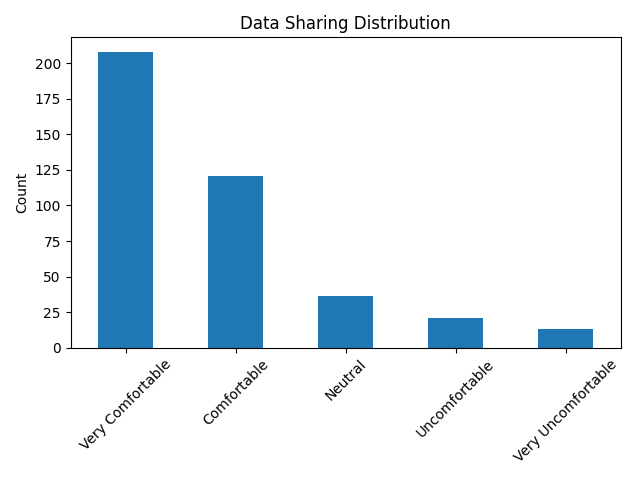 Data Sharing Distribution
Count
200
175
150
125
100
75
50
25
0
Very Comfortable
Comfortable
Neutral
Uncomfortable
Very Uncomfortable